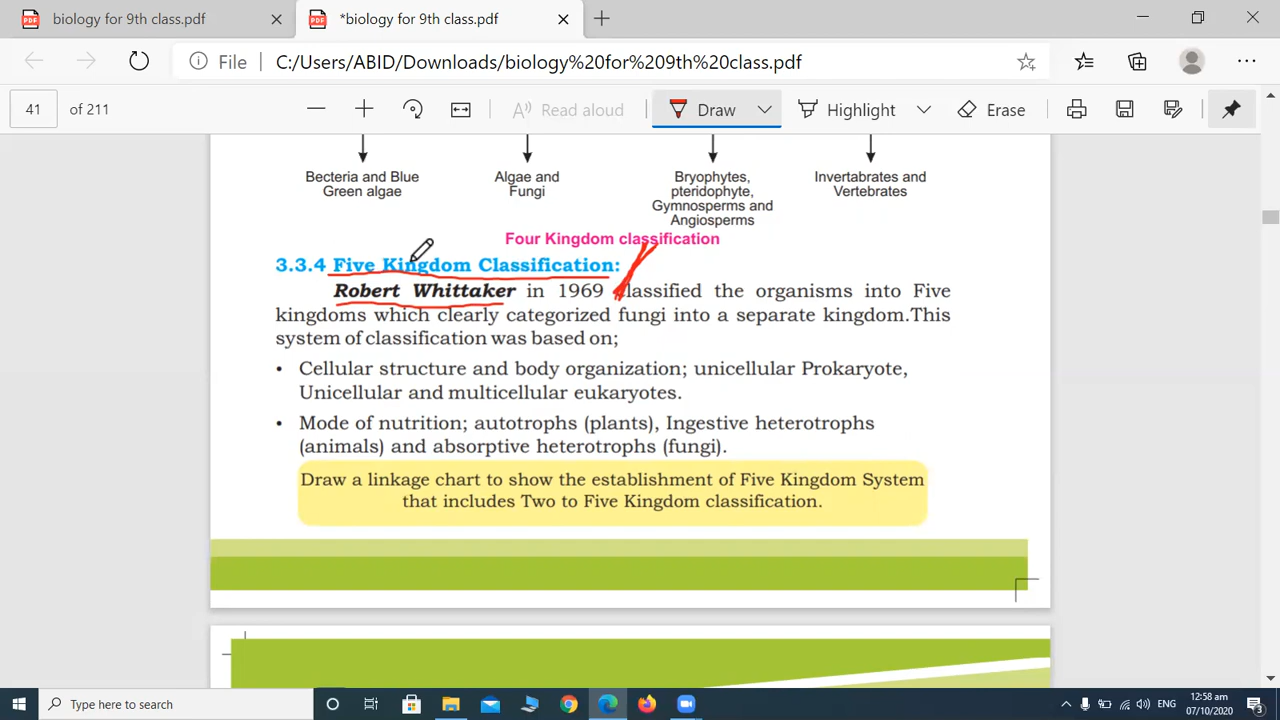 biology for 9th class.pdf
*biology for 9th class.pdf
File C:/Users/ABID/Downloads/biology%20for%209th%20class.pdf
41 of 211 Read aloud Draw Highlight Erase
Becteria and Blue
Green algae
Algae and
Fungi
Bryophytes,
pteridophyte,
Gymnosperms and
Angiosperms
Invertabrates and
Vertebrates
Four Kingdom classification
3.3.4 Five Kingdom Classification:
Robert Whittaker in 1969 classified the organisms into Five
kingdoms which clearly categorized fungi into a separate kingdom.This
system of classification was based on;
• Cellular structure and body organization; unicellular Prokaryote,
Unicellular and multicellular eukaryotes.
• Mode of nutrition; autotrophs (plants), Ingestive heterotrophs
(animals) and absorptive heterotrophs (fungi).
Draw a linkage chart to show the establishment of Five Kingdom System
that includes Two to Five Kingdom classification.
Type here to search
ENG
12:58 am
07/10/2020
3